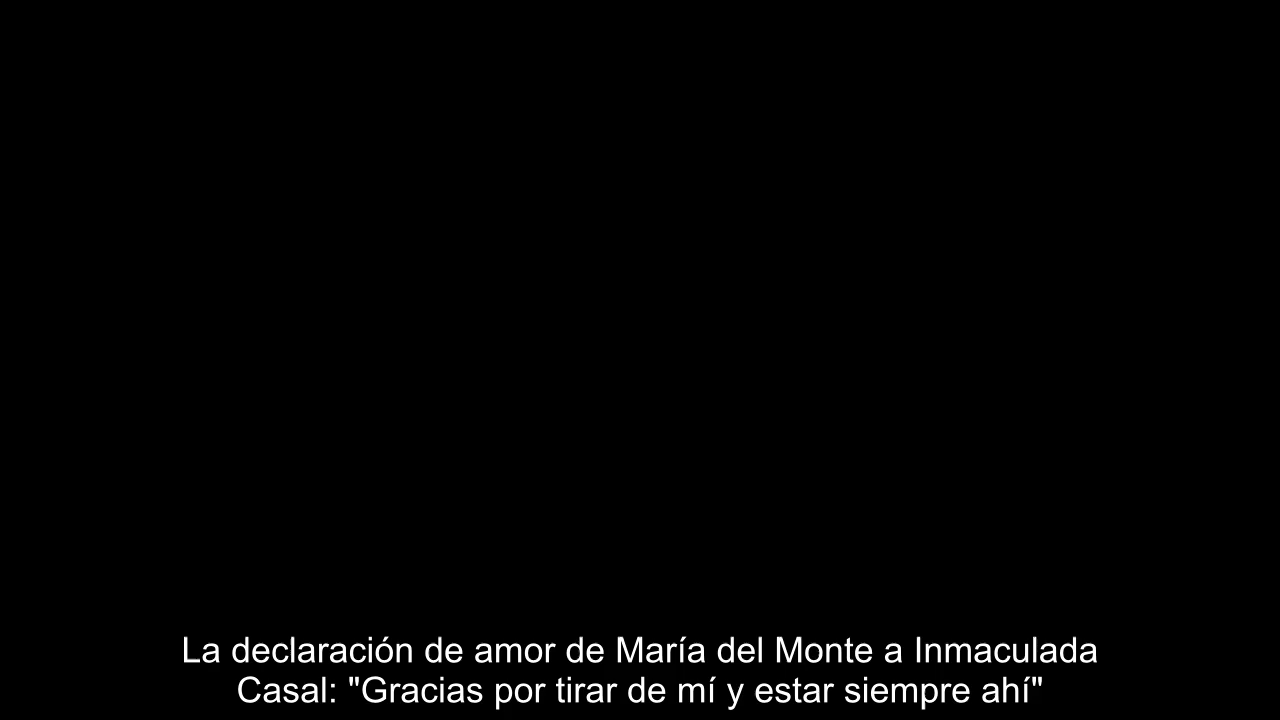 La declaración de amor de María del Monte a Inmaculada
Casal: "Gracias por tirar de mí y estar siempre ahí"